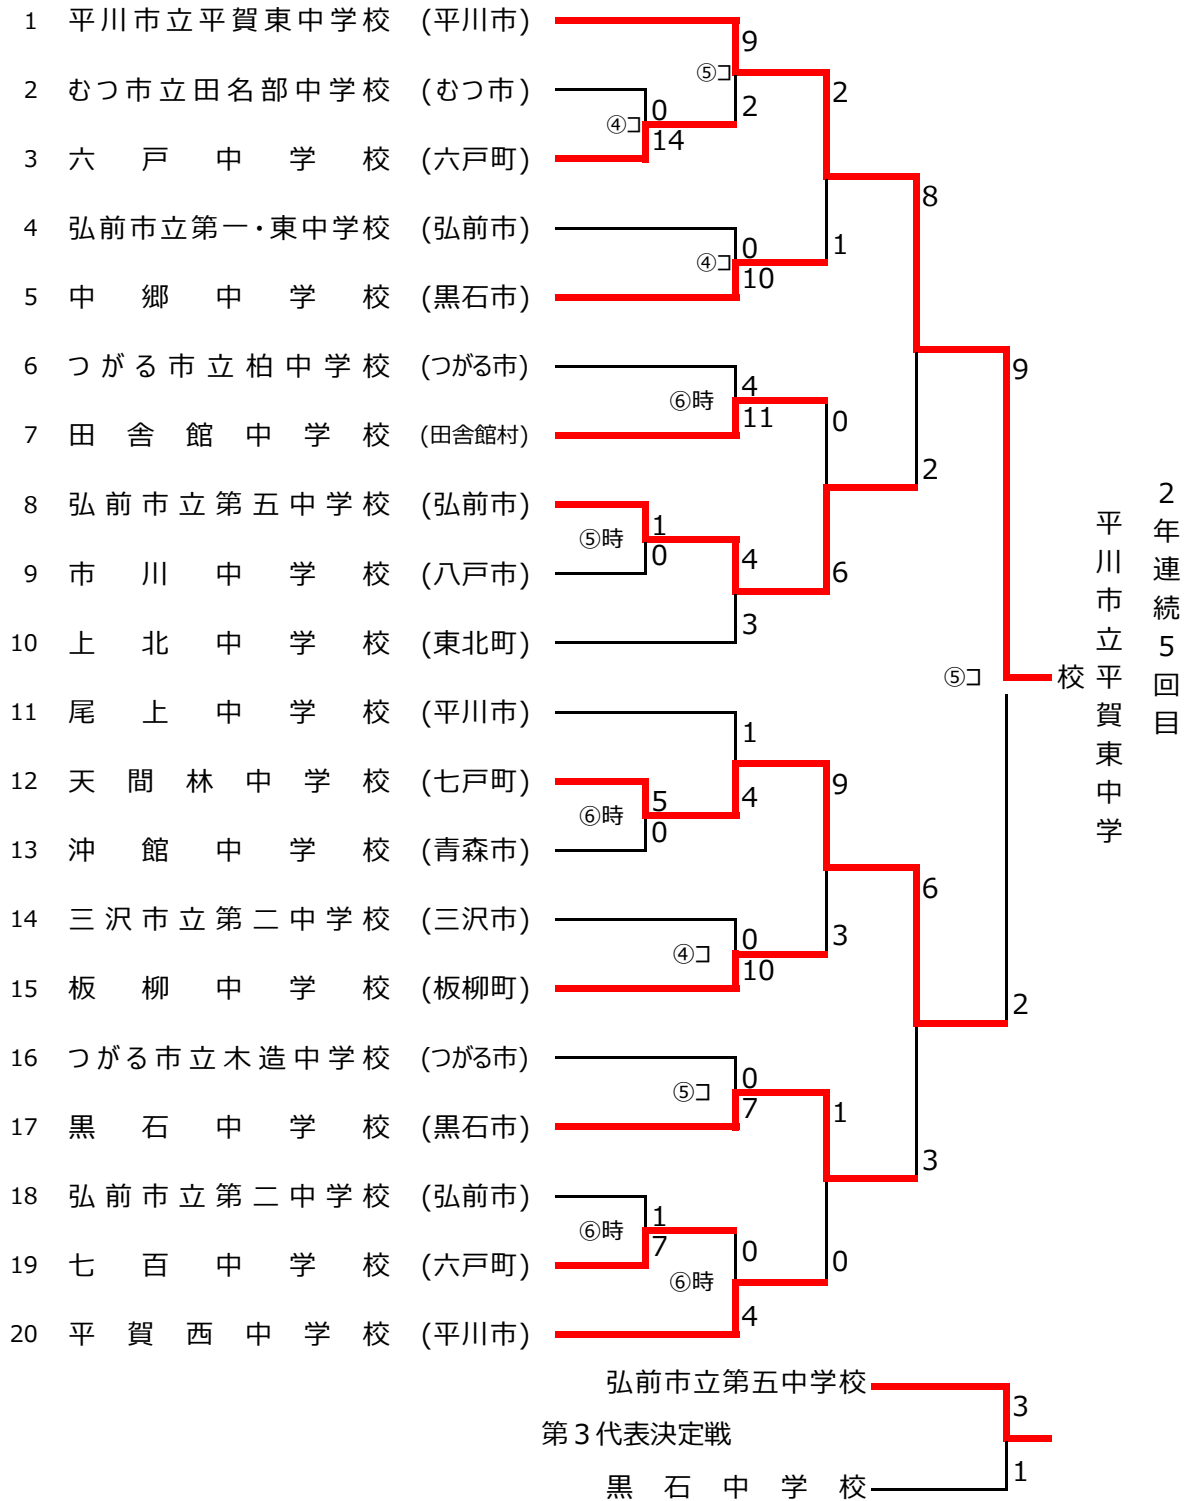 1 平川市立平賀東中学校 (平川市)
9
⑤コ
2 むつ市立田名部中学校 (むつ市)
2
0
2
④コ
14
3 六戸中学校 (六戸町)
8
4 弘前市立第一・東中学校 (弘前市)
0
1
④コ
10
5 中郷中学校 (黒石市)
6 つがる市立柏中学校 (つがる市)
9
4
⑥時
11
0
7 田舎館中学校 (田舎館村)
2
8 弘前市立第五中学校 (弘前市)
1
⑤時
0
4
6
9 市川中学校 (八戸市)
3
10 上北中学校 (東北町)
⑤コ
平川市立平賀東中学校
2年連続5回目
11 尾上中学校 (平川市)
1
12 天間林中学校 (七戸町)
5
4
9
⑥時
0
13 沖館中学校 (青森市)
6
14 三沢市立第二中学校 (三沢市)
0
3
④コ
10
15 板柳中学校 (板柳町)
2
16 つがる市立木造中学校 (つがる市)
0
⑤コ
7
1
17 黒石中学校 (黒石市)
3
18 弘前市立第二中学校 (弘前市)
1
⑥時
7
0
0
19 七百中学校 (六戸町)
⑥時
4
20 平賀西中学校 (平川市)
弘前市立第五中学校
3
第3代表決定戦
1
黒石中学校